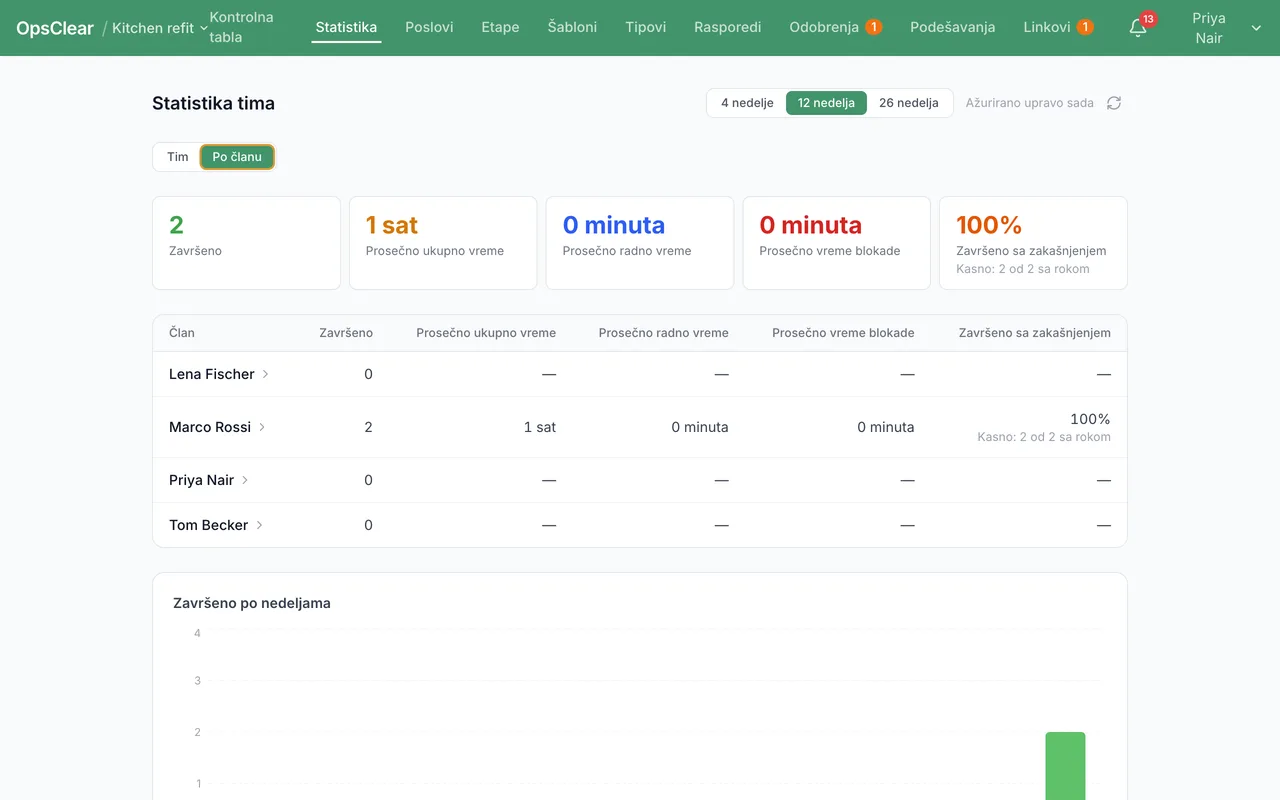 OpsClear / Kitchen refit
Kontrolna tabla
Statistika
Poslovi
Etape
Šabloni
Tipovi
Rasporedi
Odobrenja 1
Podešavanja
Linkovi 1
13
Priya Nair
Statistika tima
4 nedelje
12 nedelja
26 nedelja
Ažurirano upravo sada
Tim
Po članu
2
Završeno
1 sat
Prosečno ukupno vreme
0 minuta
Prosečno radno vreme
0 minuta
Prosečno vreme blokade
100%
Završeno sa zakašnjenjem
Kasno: 2 od 2 sa rokom
Član Završeno Prosečno ukupno vreme Prosečno radno vreme Prosečno vreme blokade Završeno sa zakašnjenjem
Lena Fischer 0 — — — —
Marco Rossi 2 1 sat 0 minuta 0 minuta 100%
Kasno: 2 od 2 sa rokom
Priya Nair 0 — — — —
Tom Becker 0 — — — —
Završeno po nedeljama
4
3
2
1